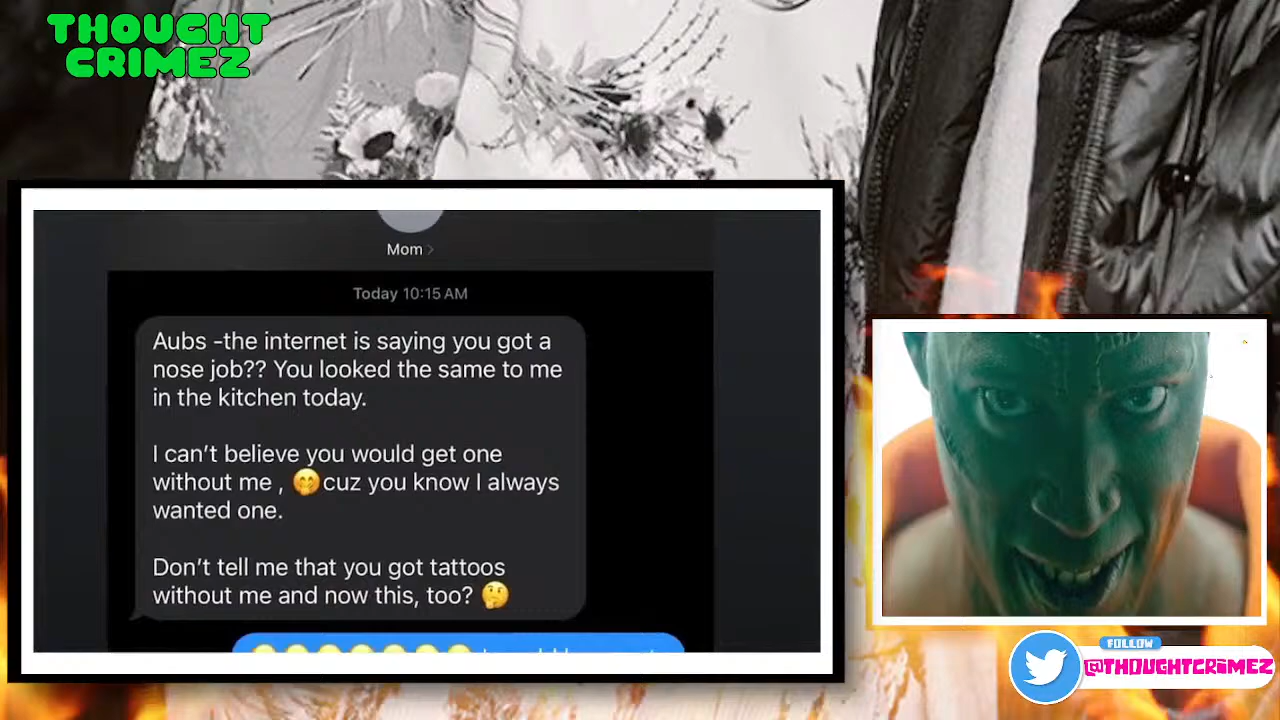 THOUGHT
CRIMEZ
Mom
Today 10:15 AM
Aubs -the internet is saying you got a
nose job?? You looked the same to me
in the kitchen today.
I can’t believe you would get one
without me , 🤭cuz you know I always
wanted one.
Don’t tell me that you got tattoos
without me and now this, too? 🤔
FOLLOW
@THOUGHTCRIMEZ